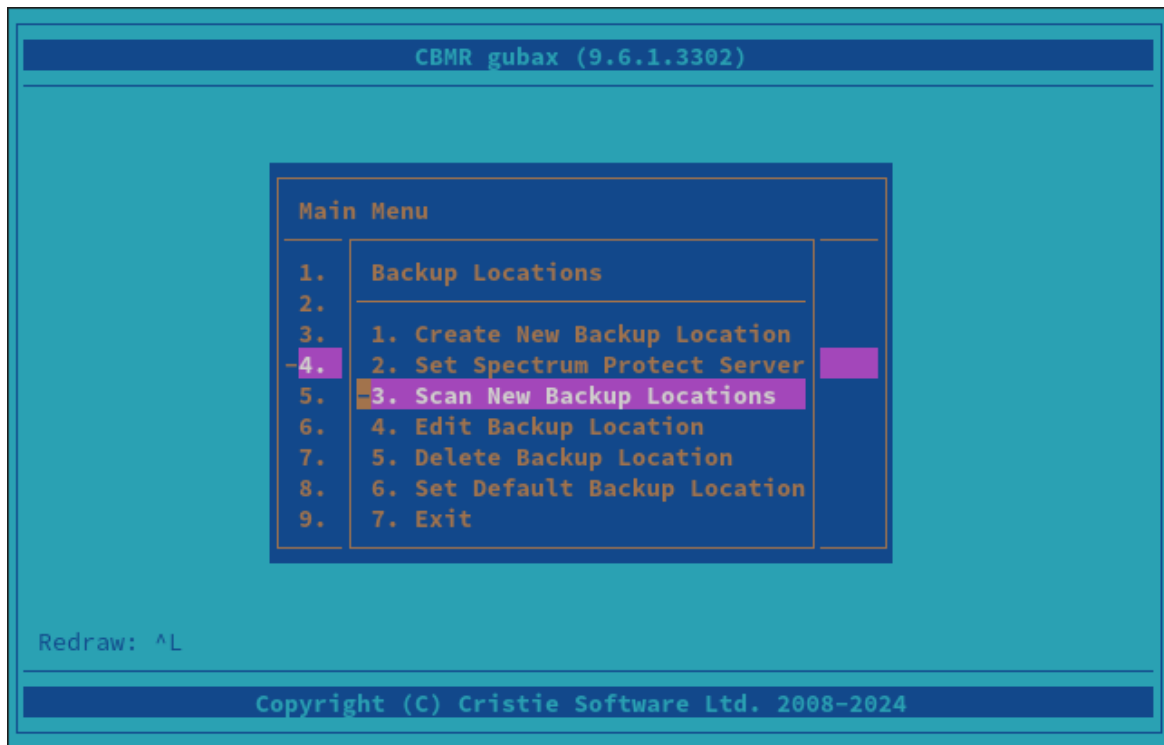 CBMR gubax (9.6.1.3302)
Main Menu
1.
2.
3.
-4.
5.
6.
7.
8.
9.
Backup Locations
1. Create New Backup Location
2. Set Spectrum Protect Server
-3. Scan New Backup Locations
4. Edit Backup Location
5. Delete Backup Location
6. Set Default Backup Location
7. Exit
Redraw: ^L
Copyright (C) Cristie Software Ltd. 2008-2024